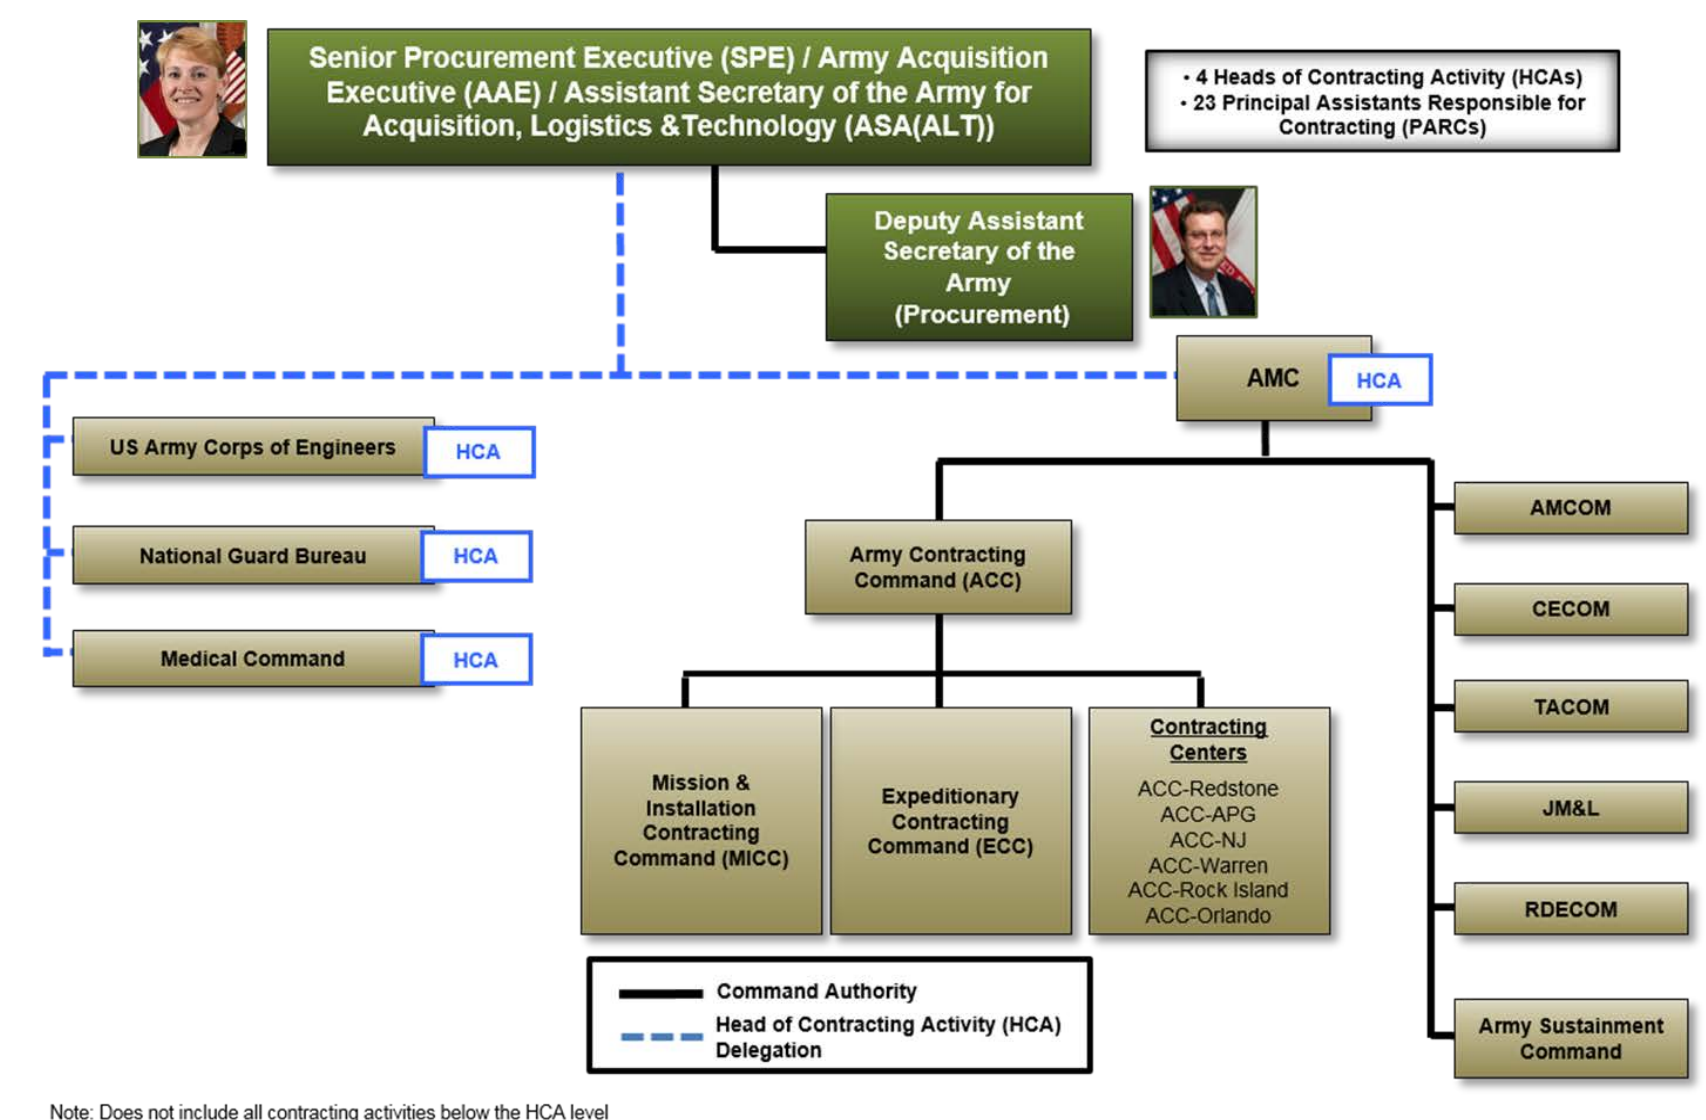 Senior Procurement Executive (SPE) / Army Acquisition
Executive (AAE) / Assistant Secretary of the Army for
Acquisition, Logistics &Technology (ASA(ALT))
• 4 Heads of Contracting Activity (HCAs)
• 23 Principal Assistants Responsible for
Contracting (PARCs)
Deputy Assistant
Secretary of the
Army
(Procurement)
AMC
HCA
US Army Corps of Engineers
HCA
National Guard Bureau
HCA
Medical Command
HCA
Army Contracting
Command (ACC)
Mission &
Installation
Contracting
Command (MICC)
Expeditionary
Contracting
Command (ECC)
Contracting
Centers
ACC-Redstone
ACC-APG
ACC-NJ
ACC-Warren
ACC-Rock Island
ACC-Orlando
AMCOM
CECOM
TACOM
JM&L
RDECOM
Army Sustainment
Command
Command Authority
Head of Contracting Activity (HCA)
Delegation
Note: Does not include all contracting activities below the HCA level